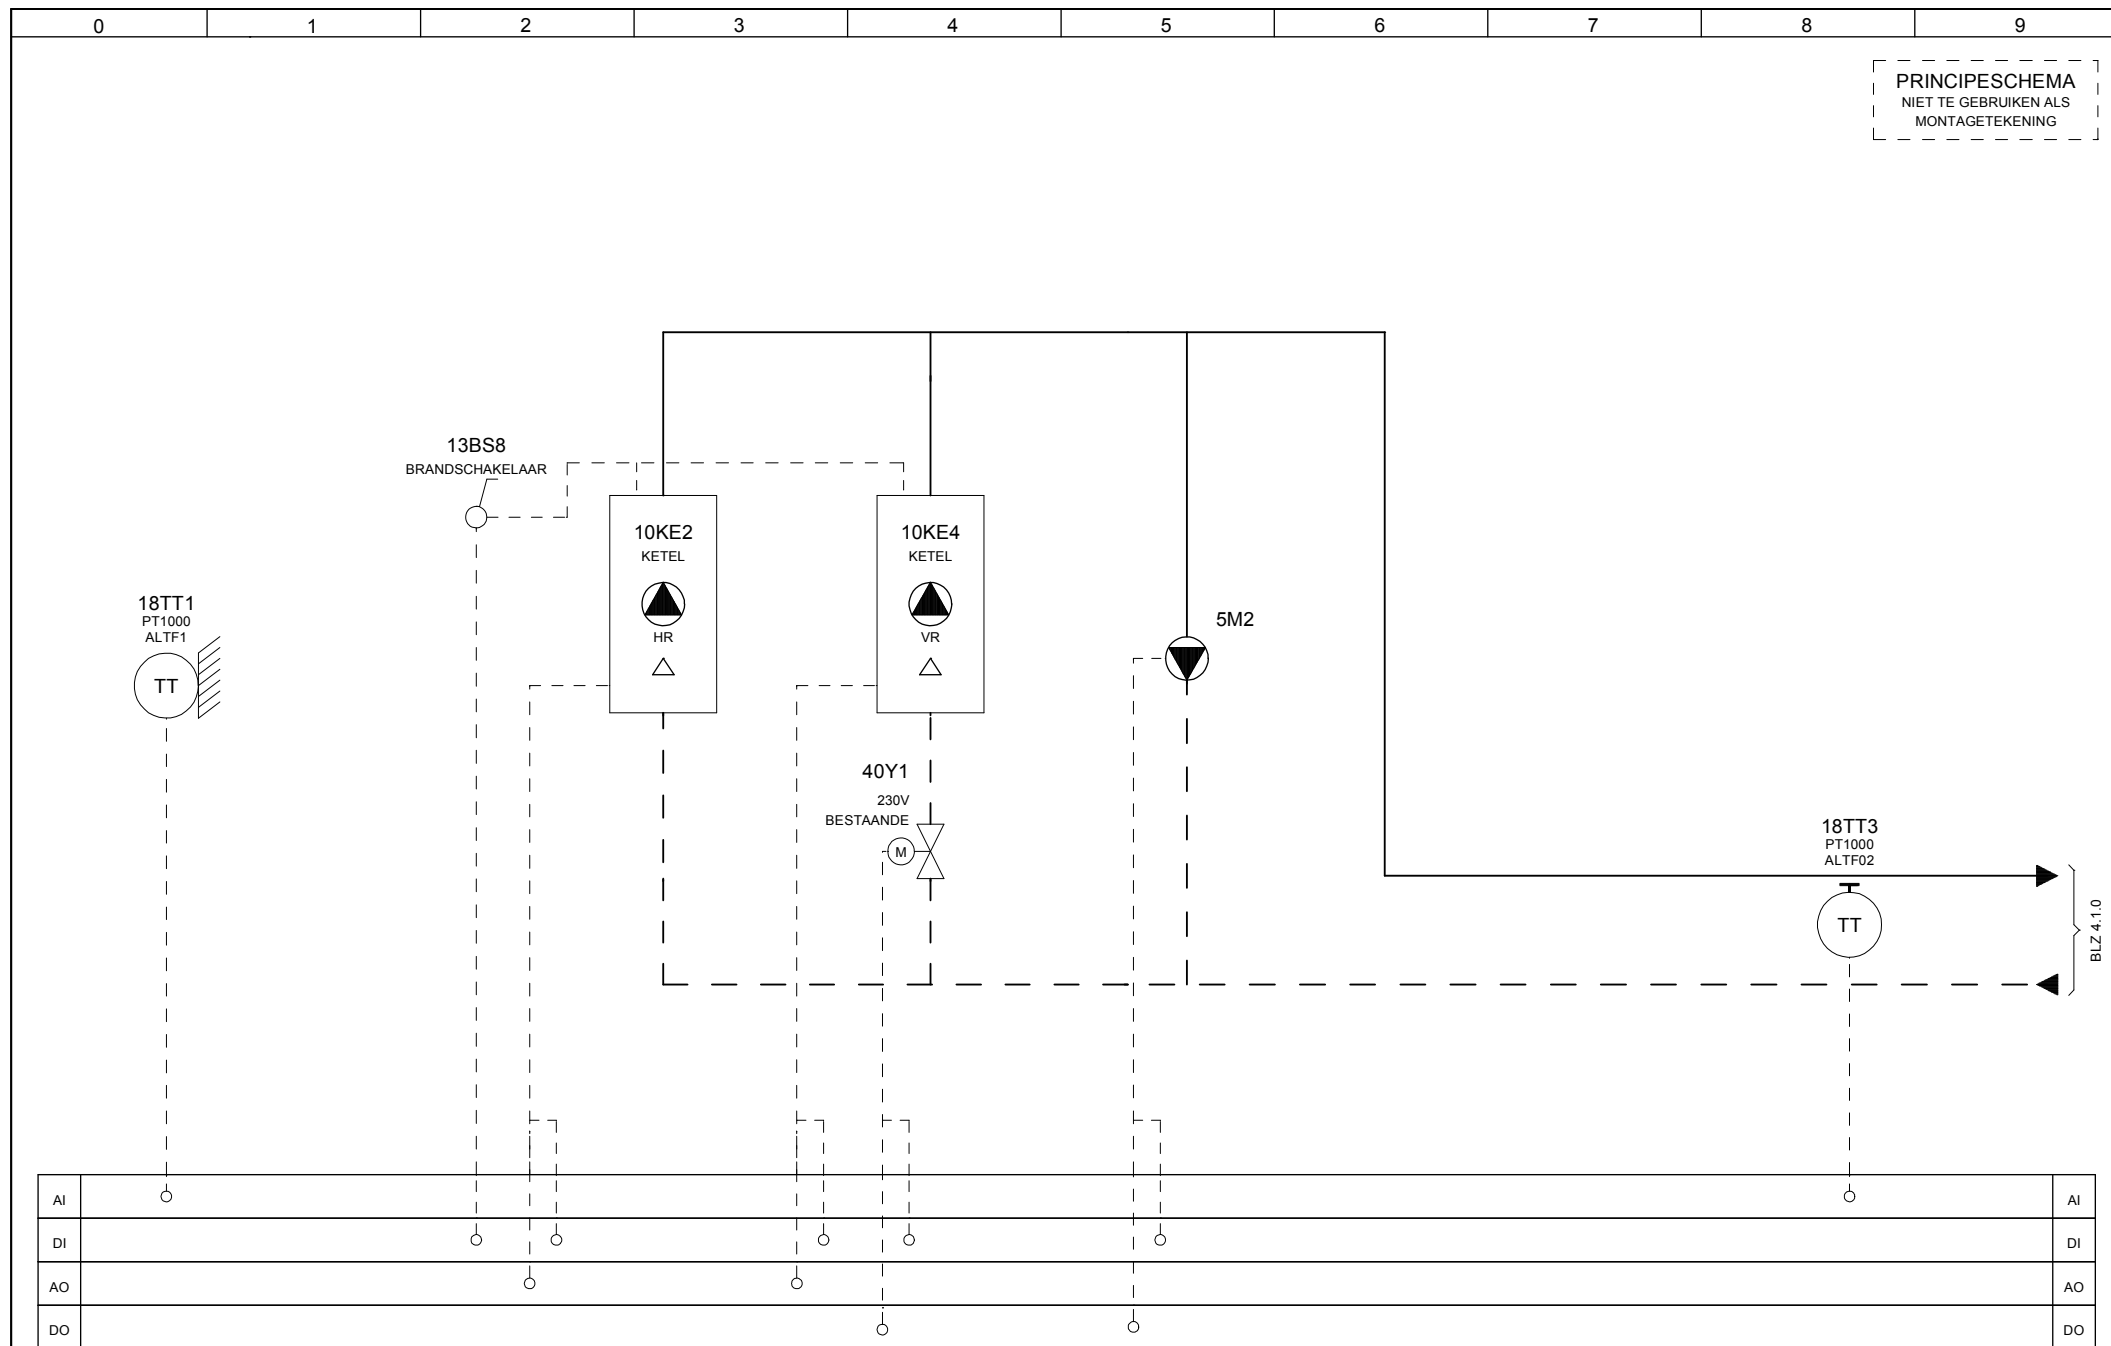 0 1 2 3 4 5 6 7 8 9
PRINCIPESCHEMA
NIET TE GEBRUIKEN ALS
MONTAGETEKENING
13BS8
BRANDSCHAKELAAR
10KE2
KETEL
HR
10KE4
KETEL
VR
18TT1
PT1000
ALTF1
TT
5M2
40Y1
230V
BESTAANDE
M
18TT3
PT1000
ALTF02
TT
BLZ 4.1.0
AI AI
DI DI
AO AO
DO DO